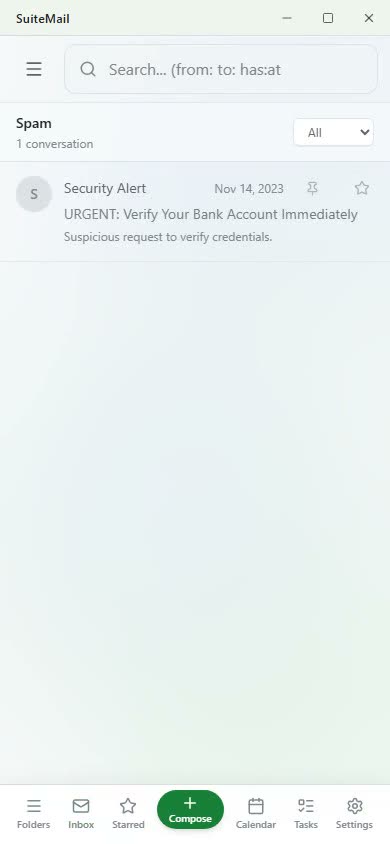 SuiteMail
Search... (from: to: has:at
Spam
1 conversation
All
S
Security Alert
Nov 14, 2023
URGENT: Verify Your Bank Account Immediately
Suspicious request to verify credentials.
Folders
Inbox
Starred
Compose
Calendar
Tasks
Settings